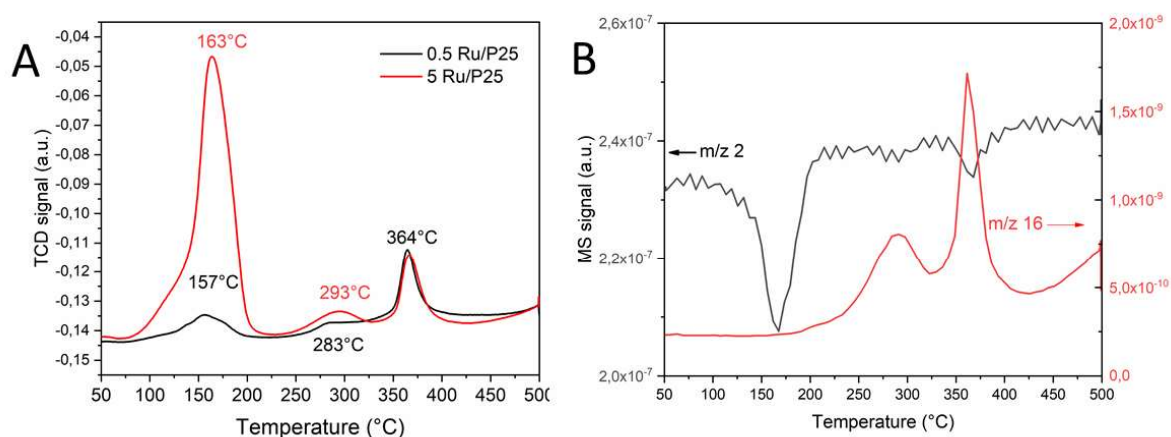 A
-0,04
-0,05
-0,06
-0,07
-0,08
-0,09
-0,10
-0,11
-0,12
-0,13
-0,14
-0,15
TCD signal (a.u.)
163°C
0.5 Ru/P25
5 Ru/P25
157°C
293°C
283°C
364°C
50 100 150 200 250 300 350 400 450 500
Temperature (°C)
B
2,6x10-7
2,4x10-7
2,2x10-7
2,0x10-7
MS signal (a.u.)
m/z 2
m/z 16
2,0x10-9
1,5x10-9
1,0x10-9
5,0x10-10
0,0
50 100 150 200 250 300 350 400 450 500
Temperature (°C)